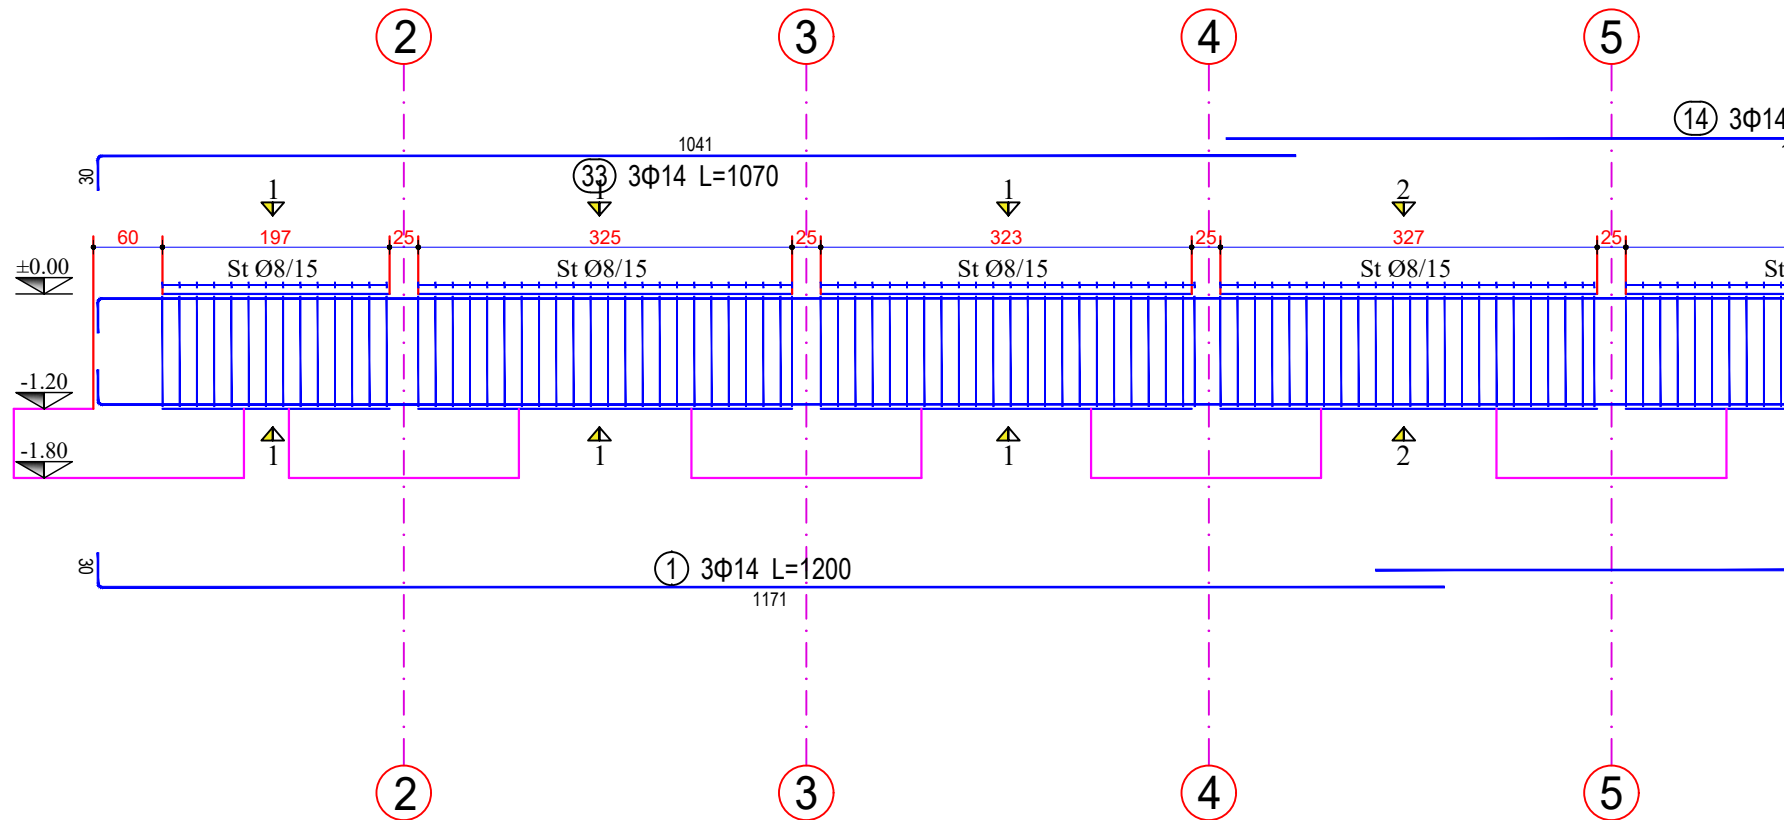 2 3 4 5
14 3Φ14
1041
30
33 3Φ14 L=1070
1 1 1 2
60 197 25 325 25 323 25 327 25
±0.00
St Ø8/15 St Ø8/15 St Ø8/15 St Ø8/15 St
-1.20
-1.80
1 1 1 2
30
1 3Φ14 L=1200
1171
2 3 4 5